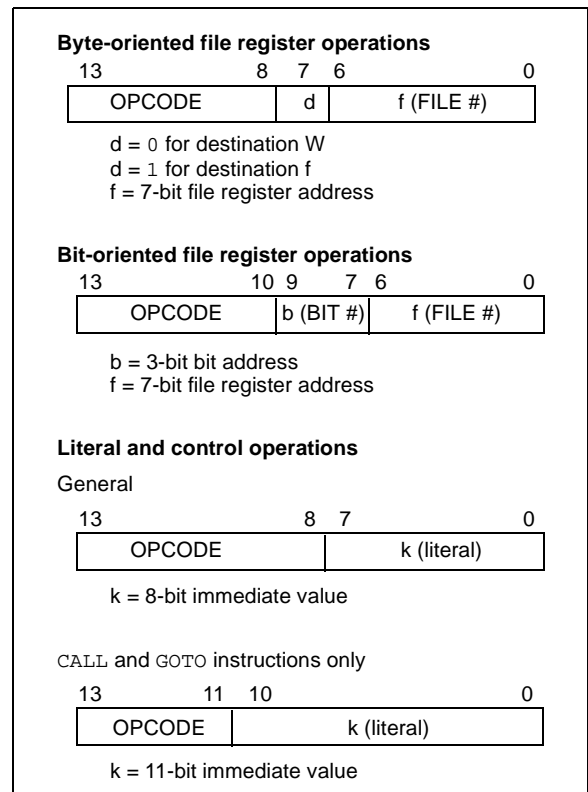 Byte-oriented file register operations
13 8 7 6 0
OPCODE d f (FILE #)
d = 0 for destination W
d = 1 for destination f
f = 7-bit file register address
Bit-oriented file register operations
13 10 9 7 6 0
OPCODE b (BIT #) f (FILE #)
b = 3-bit bit address
f = 7-bit file register address
Literal and control operations
General
13 8 7 0
OPCODE k (literal)
k = 8-bit immediate value
CALL and GOTO instructions only
13 11 10 0
OPCODE k (literal)
k = 11-bit immediate value